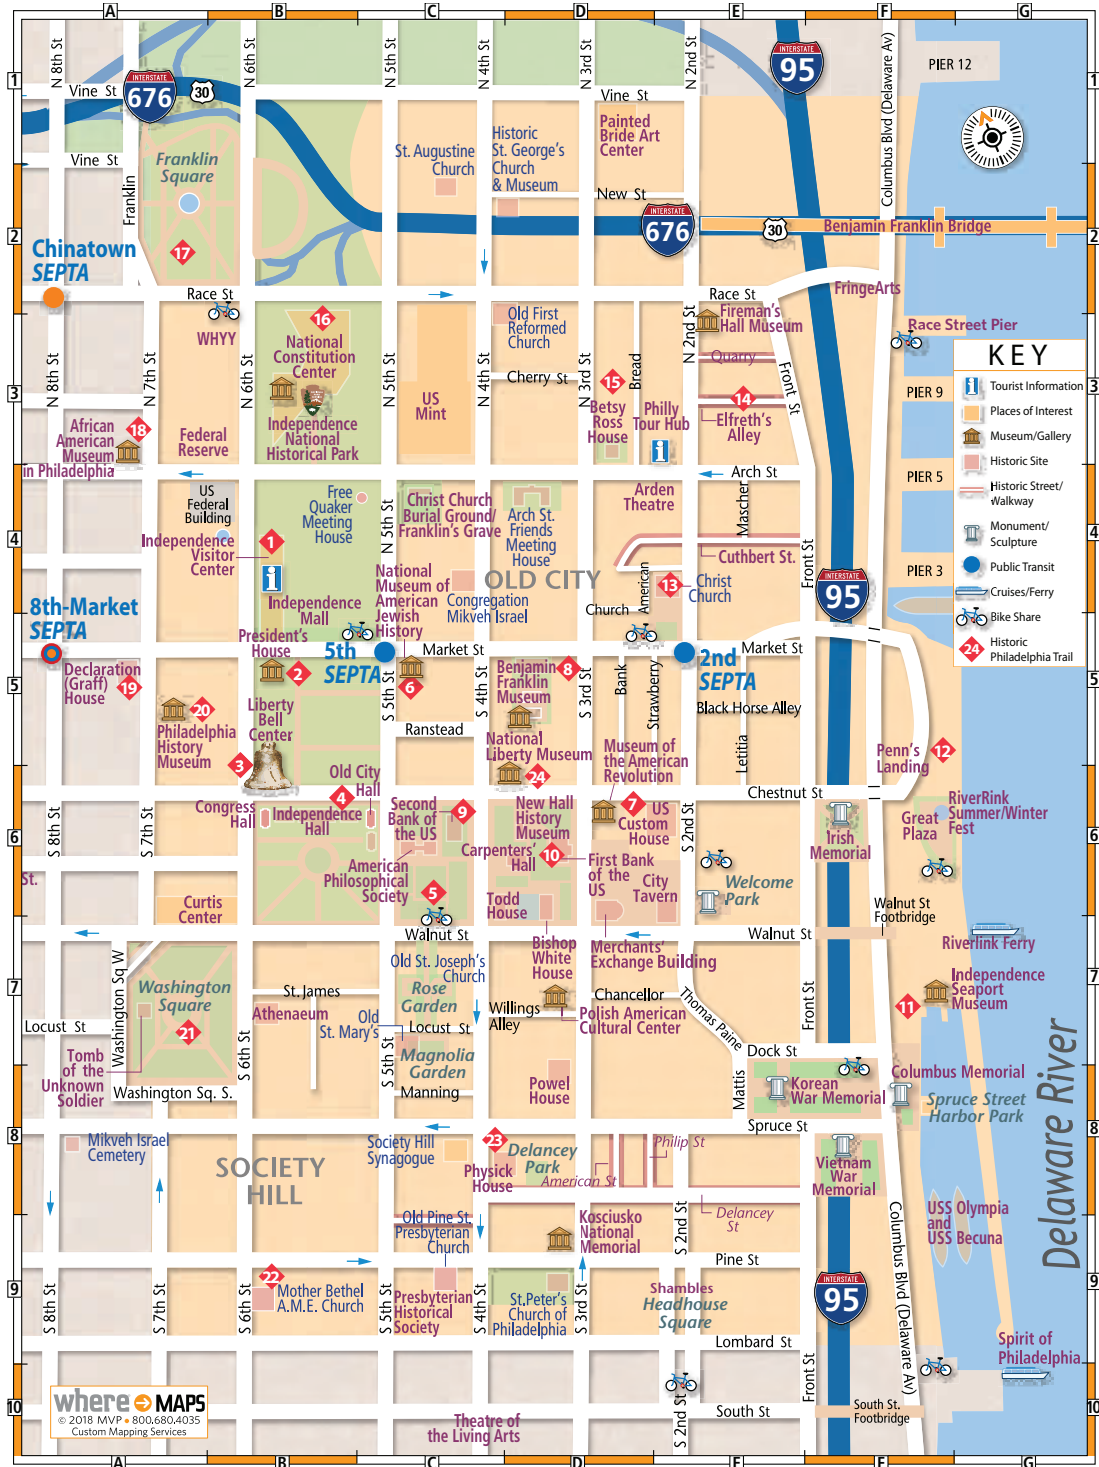 A
B
C
D
E
F
G
1
2
3
4
5
6
7
8
9
10
N 8th St
N 6th St
N 5th St
N 4th St
N 3rd St
N 2nd St
Columbus Blvd (Delaware Av)
PIER 12
INTERSTATE
95
INTERSTATE
676
30
Vine St
Vine St
Vine St
Franklin
Franklin
Square
17
Painted
Bride Art
Center
St. Augustine
Church
Historic
St. George's
Church
& Museum
New St
INTERSTATE
676
30
Benjamin Franklin Bridge
Chinatown
SEPTA
Race St
Race St
FringeArts
WHYY
16
National
Constitution
Center
Independence
National
Historical Park
Old First
Reformed
Church
Fireman's
Hall Museum
Race Street Pier
Quarry
N 8th St
N 7th St
N 6th St
N 5th St
N 4th St
N 3rd St
Bread
N 2nd St
Front St
Cherry St
US
Mint
15
Betsy
Ross
House
Philly
Tour Hub
14
Elfreth's
Alley
PIER 9
PIER 5
PIER 3
18
African
American
Museum
in Philadelphia
Federal
Reserve
Arch St
KEY
Tourist Information
Places of Interest
Museum/Gallery
Historic Site
Historic Street/
Walkway
Monument/
Sculpture
Public Transit
Cruises/Ferry
Bike Share
24
Historic
Philadelphia Trail
US
Federal
Building
Free
Quaker
Meeting
House
N 5th St
Christ Church
Burial Ground/
Franklin's Grave
Arch St.
Friends
Meeting
House
Arden
Theatre
Mascher
Cuthbert St.
Front St
1
Independence
Visitor
Center
OLD CITY
National
Museum of
American
Jewish
History
Congregation
Mikveh Israel
Independence
Mall
American
13
Christ
Church
Church
INTERSTATE
95
8th-Market
SEPTA
President's
House
2
5th
SEPTA
6
Market St
2nd
SEPTA
Market St
Declaration
(Graff)
House
19
Benjamin
Franklin
Museum
8
Bank
Strawberry
Black Horse Alley
Letitia
S 5th St
S 4th St
S 3rd St
20
Philadelphia
History
Museum
Liberty
Bell
Center
3
Ranstead
National
Liberty Museum
24
Museum of
the American
Revolution
Penn's
Landing
12
Chestnut St
Old City
Hall
4
Congress
Hall
Independence
Hall
Second
Bank of
the US
9
New Hall
History
Museum
7
US
Custom
House
Irish
Memorial
Great
Plaza
RiverRink
Summer/Winter
Fest
S 8th St
S 7th St
S 2nd St
St.
Carpenters'
Hall
10
American
Philosophical
Society
5
First Bank
of the
US
City
Tavern
Welcome
Park
Curtis
Center
Todd
House
Walnut St
Footbridge
Walnut St
Walnut St
Riverlink Ferry
Bishop
White
House
Merchants'
Exchange Building
Washington Sq W
Washington
Square
21
St. James
Athenaeum
Old St. Joseph's
Church
Rose
Garden
Old
St. Mary's
Locust St
Locust St
Magnolia
Garden
Willings
Alley
Chancellor
Polish American
Cultural Center
Thomas Paine
Front St
11
Independence
Seaport
Museum
Tomb
of the
Unknown
Soldier
Washington Sq. S.
S 6th St
S 5th St
Manning
Powel
House
Dock St
Mattis
Korean
War Memorial
Columbus Memorial
Spruce Street
Harbor Park
Delaware River
Spruce St
Mikveh Israel
Cemetery
SOCIETY
HILL
Society Hill
Synagogue
23
Physick
House
Delancey
Park
American St
Philip St
Delancey
St
Vietnam
War
Memorial
USS Olympia
and
USS Becuna
Old Pine St.
Presbyterian
Church
Kosciusko
National
Memorial
S 2nd St
Pine St
Columbus Blvd (Delaware Av)
22
Mother Bethel
A.M.E. Church
Presbyterian
Historical
Society
St.Peter's
Church of
Philadelphia
Shambles
Headhouse
Square
INTERSTATE
95
S 8th St
S 7th St
S 6th St
S 5th St
S 4th St
S 3rd St
Lombard St
Spirit of
Philadelphia
Front St
South St
South St.
Footbridge
S 2nd St
Theatre of
the Living Arts
where MAPS
© 2018 MVP • 800.680.4035
Custom Mapping Services
A
B
C
D
E
F
G
1
2
3
4
5
6
7
8
9
10